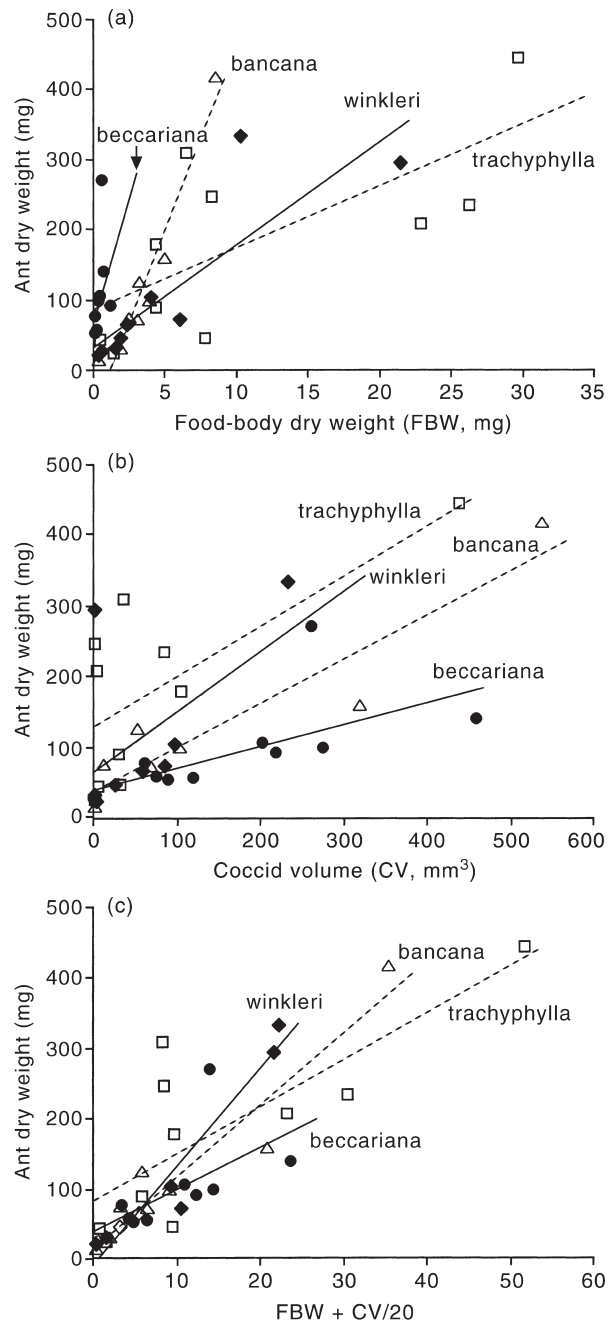 (a)
500
400
300
200
100
0
Ant dry weight (mg)
bancana
winkleri
beccariana
trachyphylla
0 5 10 15 20 25 30 35
Food-body dry weight (FBW, mg)
(b)
500
400
300
200
100
0
Ant dry weight (mg)
trachyphylla
bancana
winkleri
beccariana
0 100 200 300 400 500 600
Coccid volume (CV, mm³)
(c)
500
400
300
200
100
0
Ant dry weight (mg)
bancana
winkleri
trachyphylla
beccariana
0 10 20 30 40 50 60
FBW + CV/20